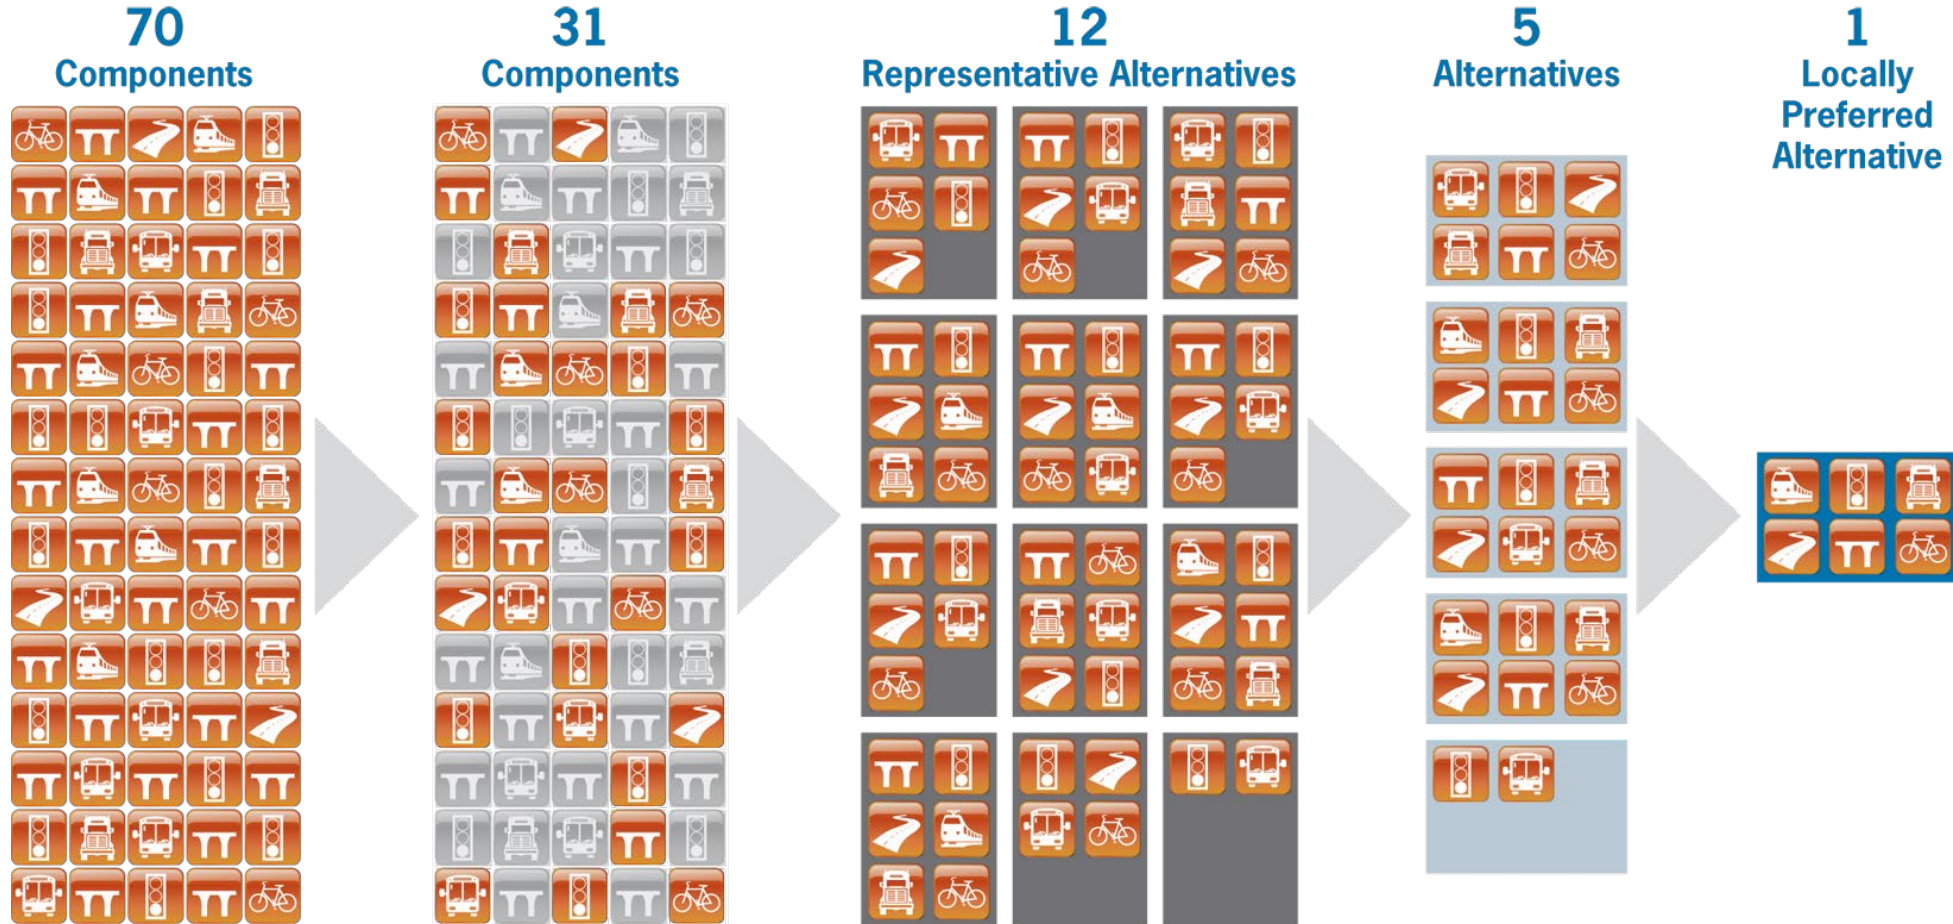 70
Components
31
Components
12
Representative Alternatives
5
Alternatives
1
Locally
Preferred
Alternative